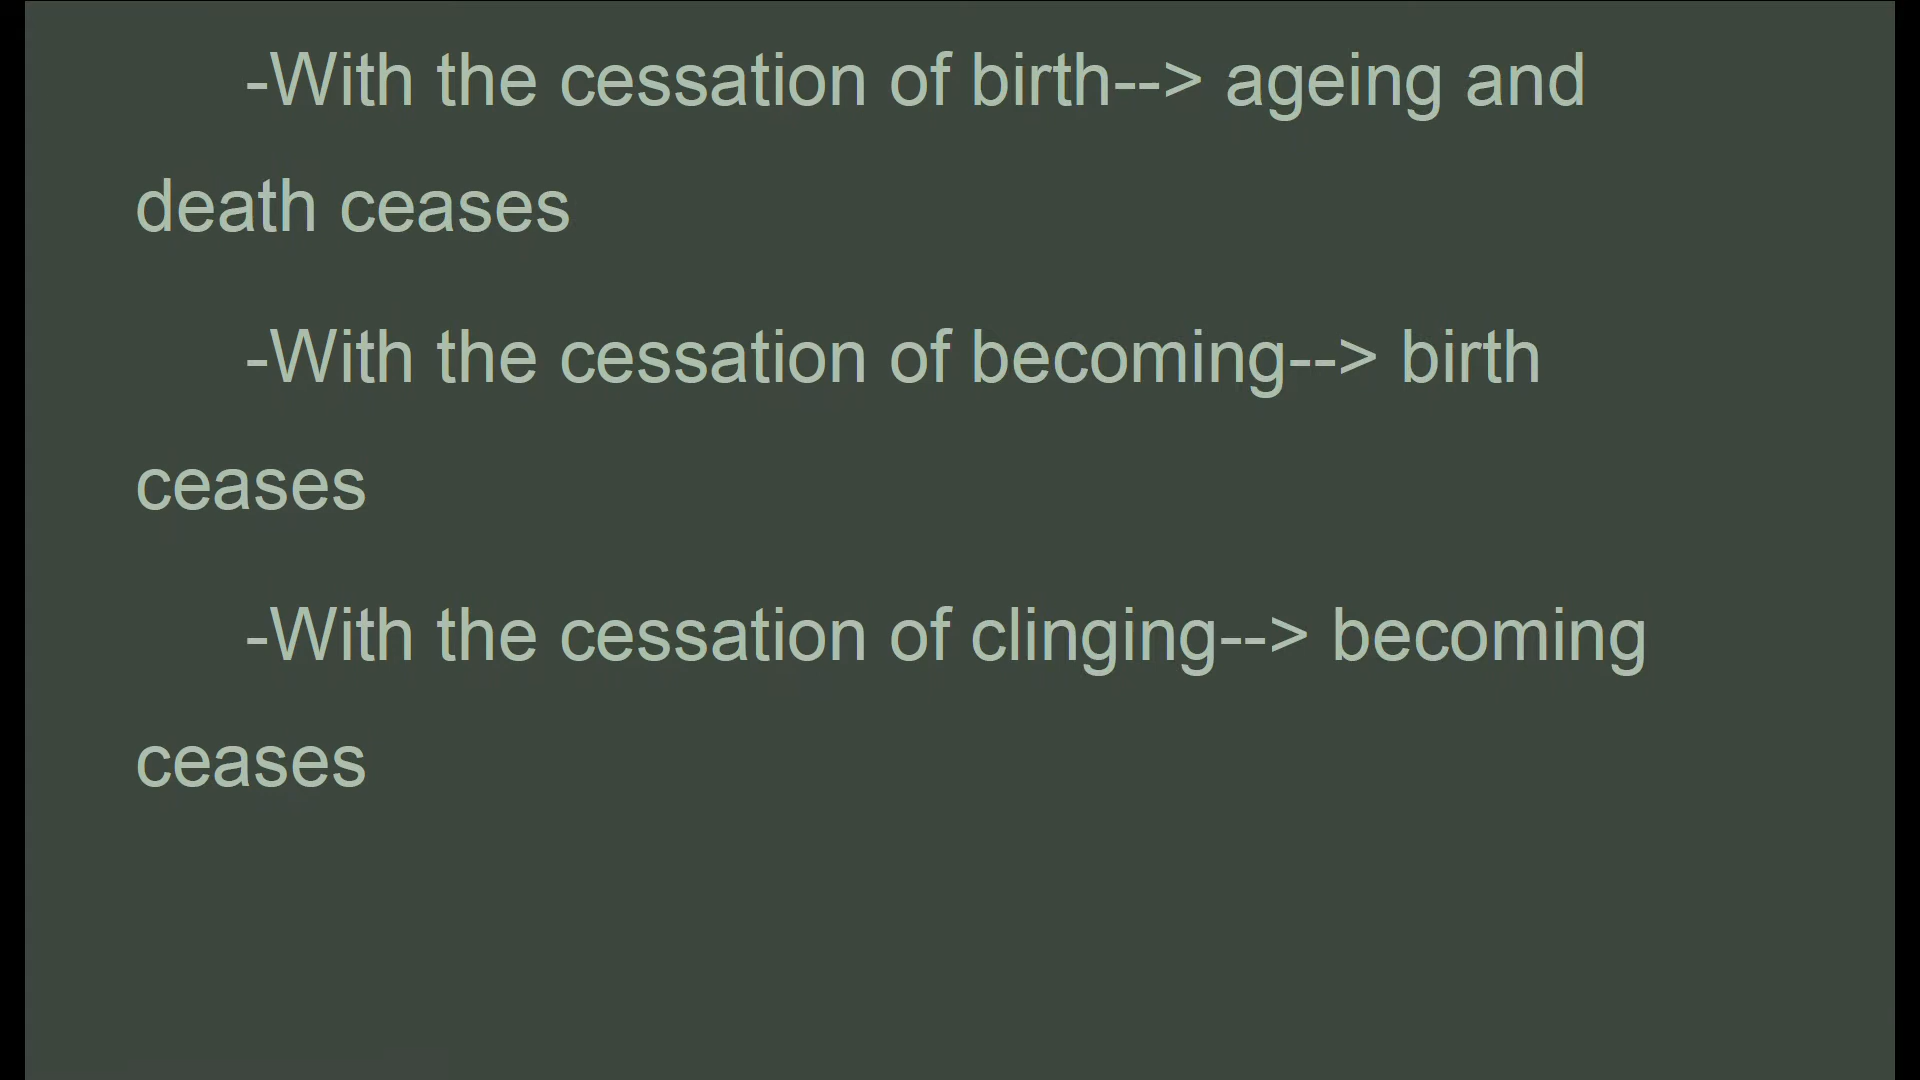 -With the cessation of birth--> ageing and
death ceases
-With the cessation of becoming--> birth
ceases
-With the cessation of clinging--> becoming
ceases